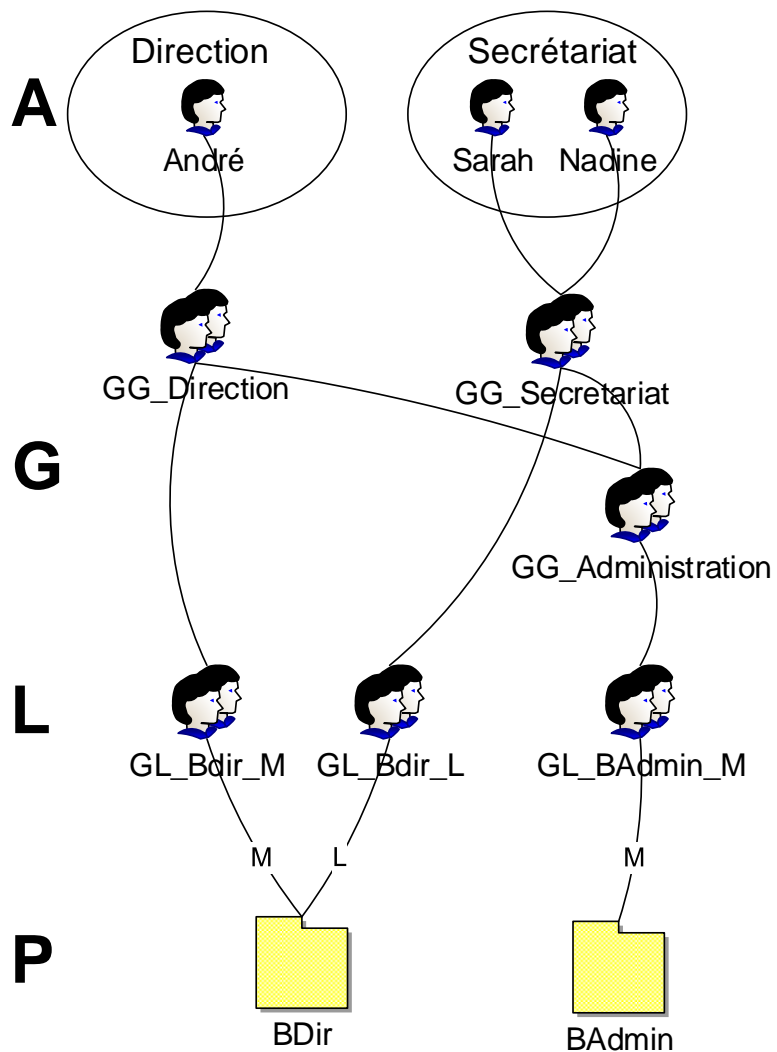 Direction
Secrétariat
A
André
Sarah
Nadine
GG_Direction
GG_Secretariat
G
GG_Administration
L
GL_Bdir_M
GL_Bdir_L
GL_BAdmin_M
M
L
M
P
BDir
BAdmin